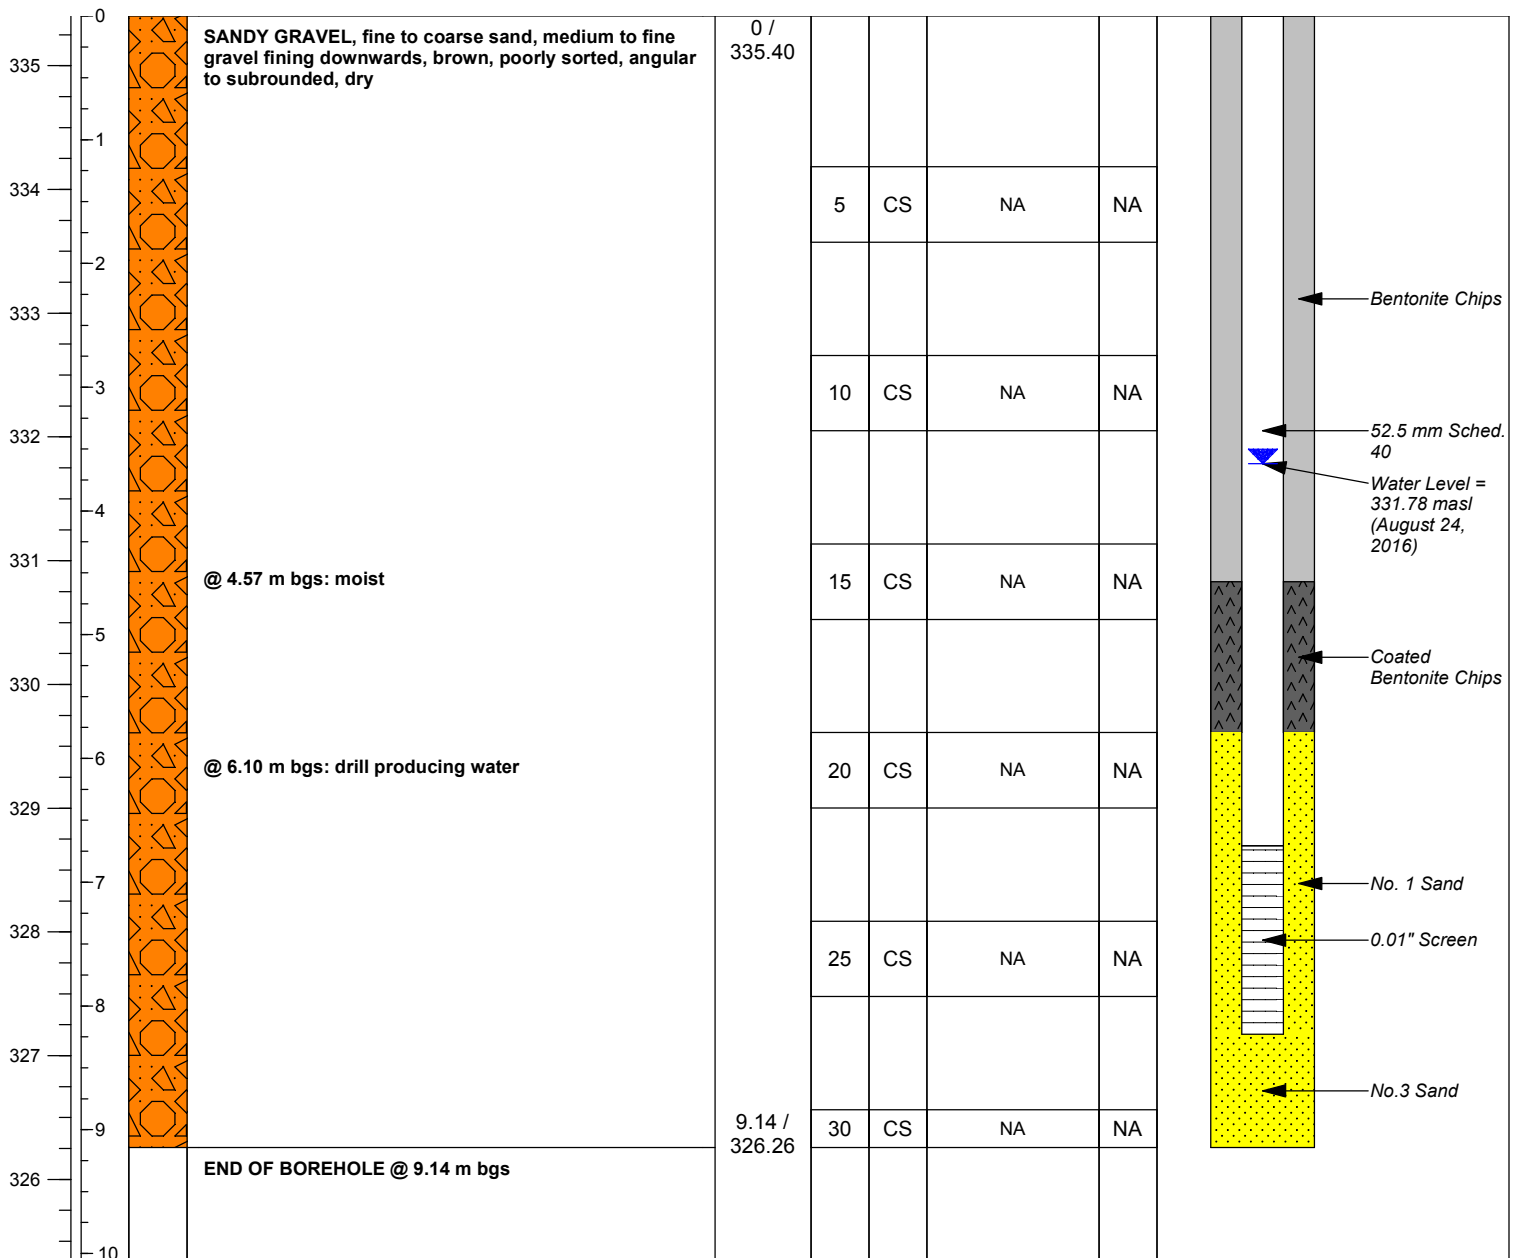 0
SANDY GRAVEL, fine to coarse sand, medium to fine
gravel fining downwards, brown, poorly sorted, angular
to subrounded, dry
0 /
335.40
335
1
334
5 CS NA NA
2
333
Bentonite Chips
3
10 CS NA NA
332
52.5 mm Sched.
40
Water Level =
331.78 masl
(August 24,
2016)
4
331
@ 4.57 m bgs: moist
15 CS NA NA
5
330
Coated
Bentonite Chips
6
@ 6.10 m bgs: drill producing water
20 CS NA NA
329
7
No. 1 Sand
328
0.01" Screen
25 CS NA NA
8
327
No.3 Sand
9
9.14 /
326.26
30 CS NA NA
END OF BOREHOLE @ 9.14 m bgs
326
10